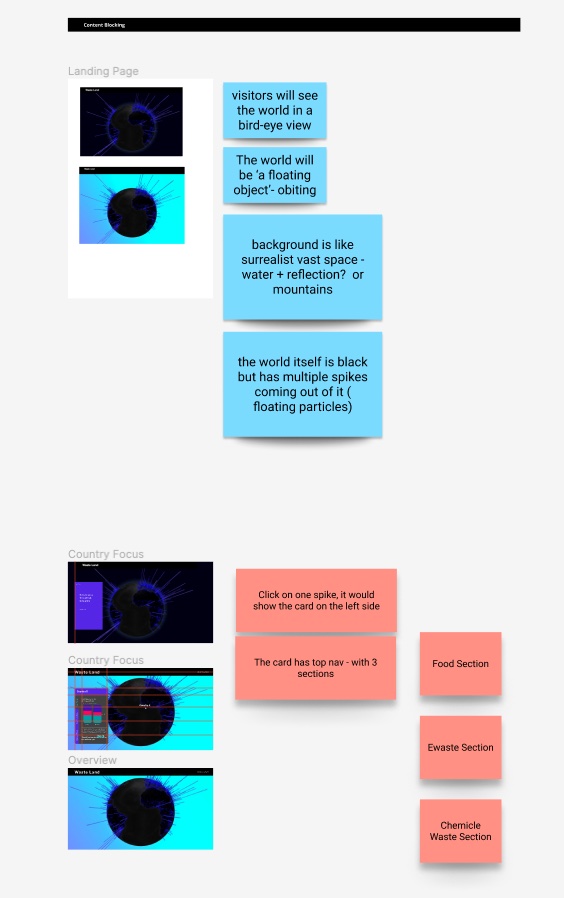 Content Blocking
Landing Page
Waste Land
visitors will see
the world in a
bird-eye view
The world will
be 'a floating
object'- obiting
background is like
surrealist vast space -
water + reflection? or
mountains
the world itself is black
but has multiple spikes
coming out of it (
floating particles)
Country Focus
Waste Land
Click on one spike, it would
show the card on the left side
The card has top nav - with 3
sections
Food Section
Country Focus
Waste Land
Ewaste Section
Overview
Waste Land
Chemicle
Waste Section